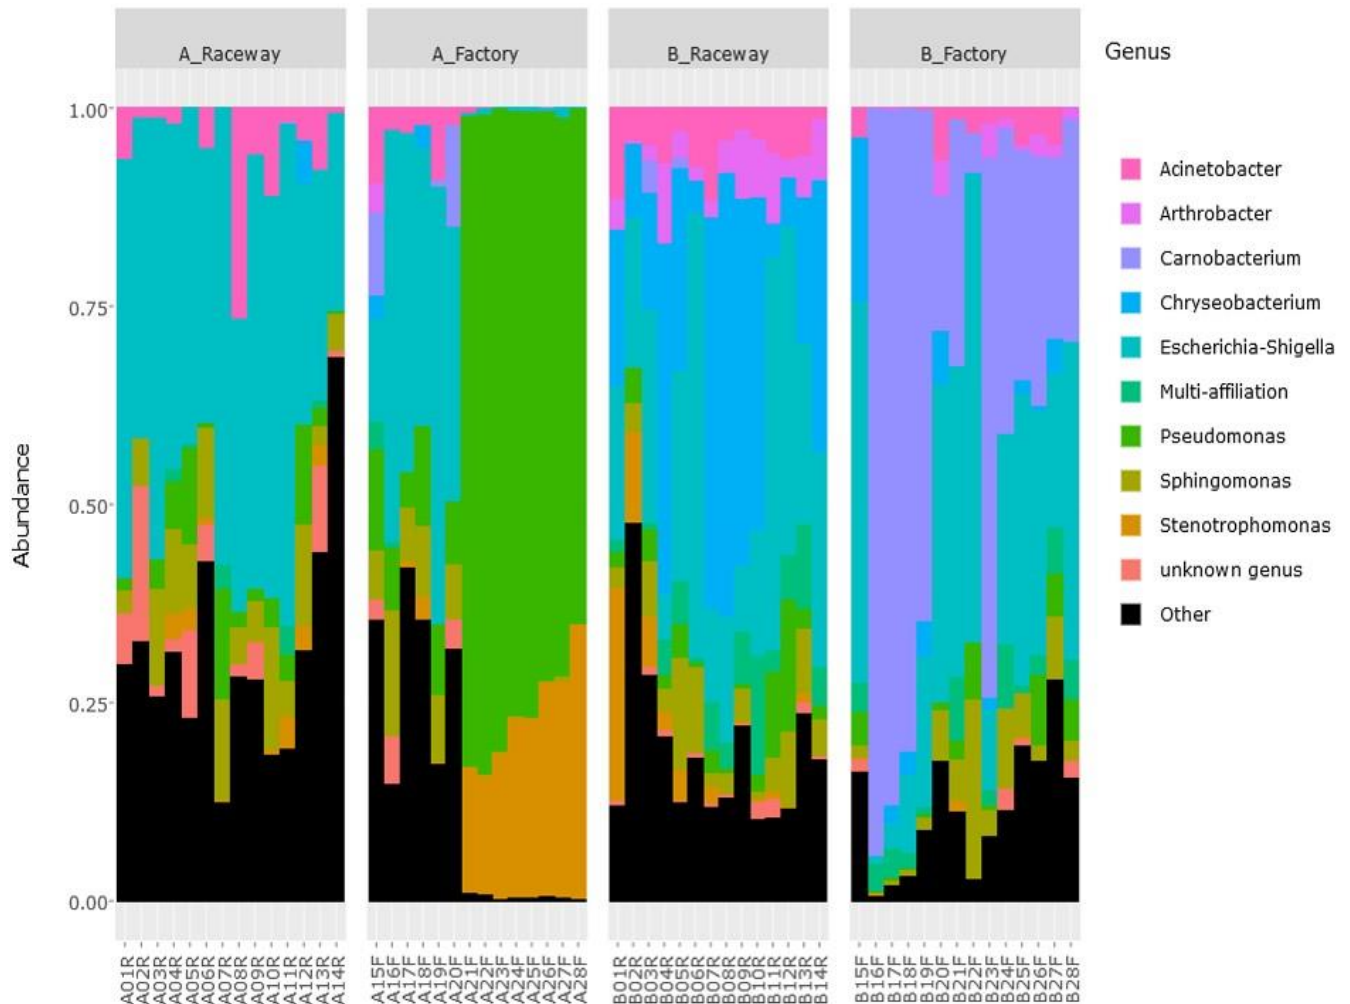 A_Raceway A_Factory B_Raceway B_Factory
Genus
Acinetobacter
Arthrobacter
Carnobacterium
Chryseobacterium
Escherichia-Shigella
Multi-affiliation
Pseudomonas
Sphingomonas
Stenotrophomonas
unknown genus
Other
Abundance
1.00
0.75
0.50
0.25
0.00
A01R A02R A03R A04R A05R A06R A07R A08R A09R A10R A11R A12R A13R A14R A15F A16F A17F A18F A19F A20F A21F A22F A23F A24F A25F A26F A27F A28F B01R B02R B03R B04R B05R B06R B07R B08R B09R B10R B11R B12R B13R B14R B15F B16F B17F B18F B19F B20F B21F B22F B23F B24F B25F B26F B27F B28F